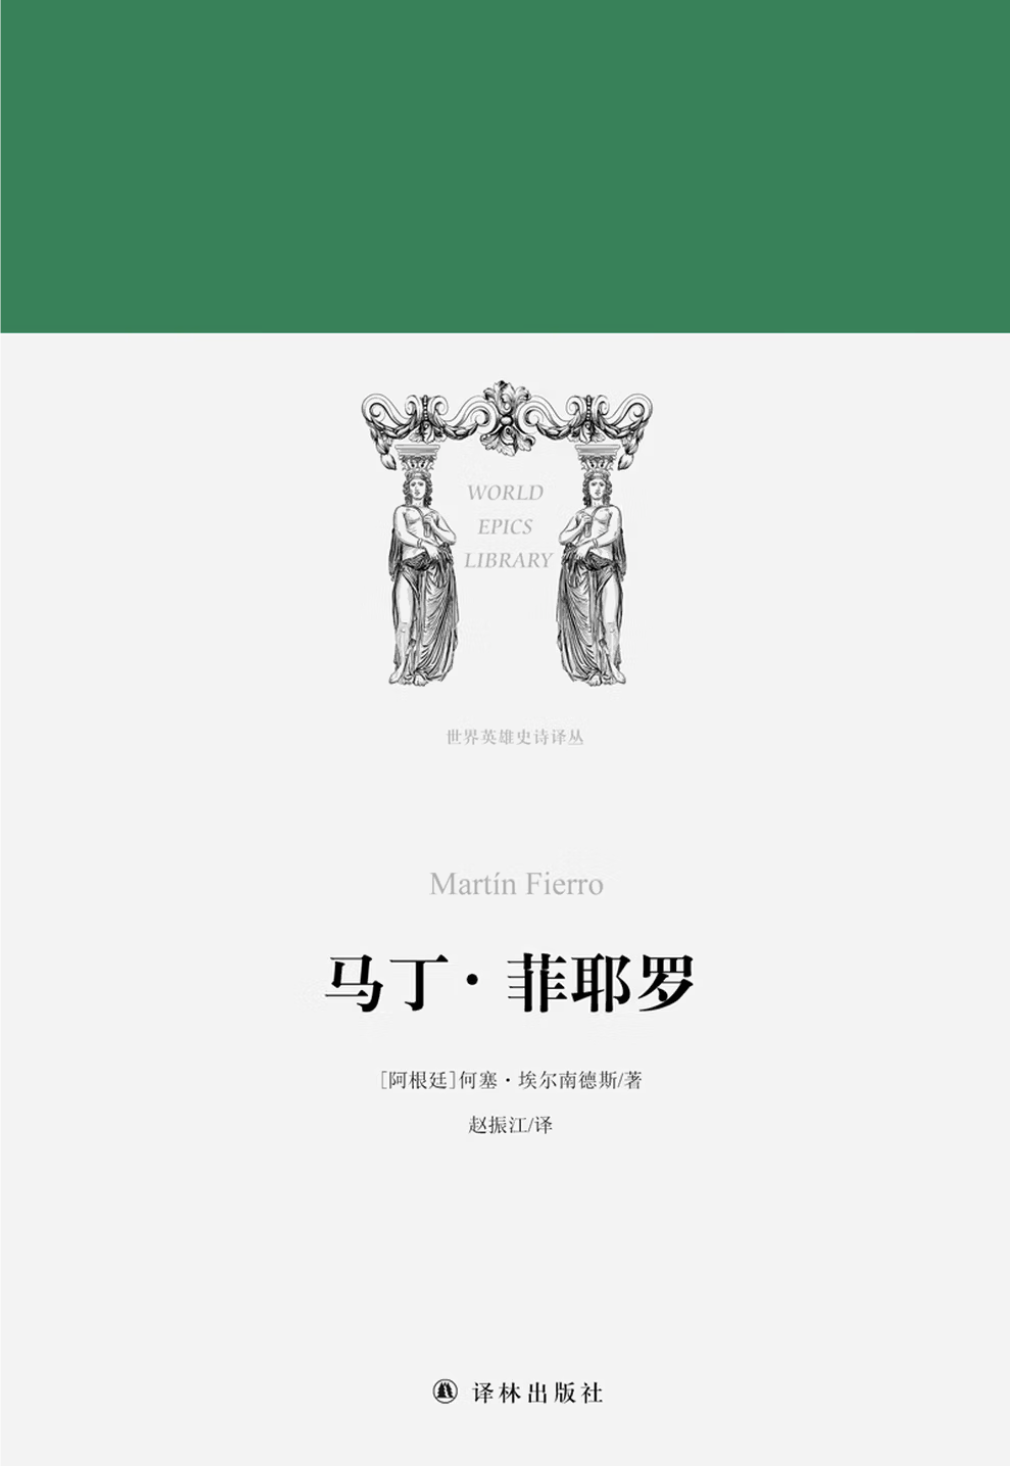 WORLD
EPICS
LIBRARY
世界英雄史诗译丛
Martín Fierro
马丁·菲耶罗
[阿根廷]何塞·埃尔南德斯/著
赵振江/译
译林出版社